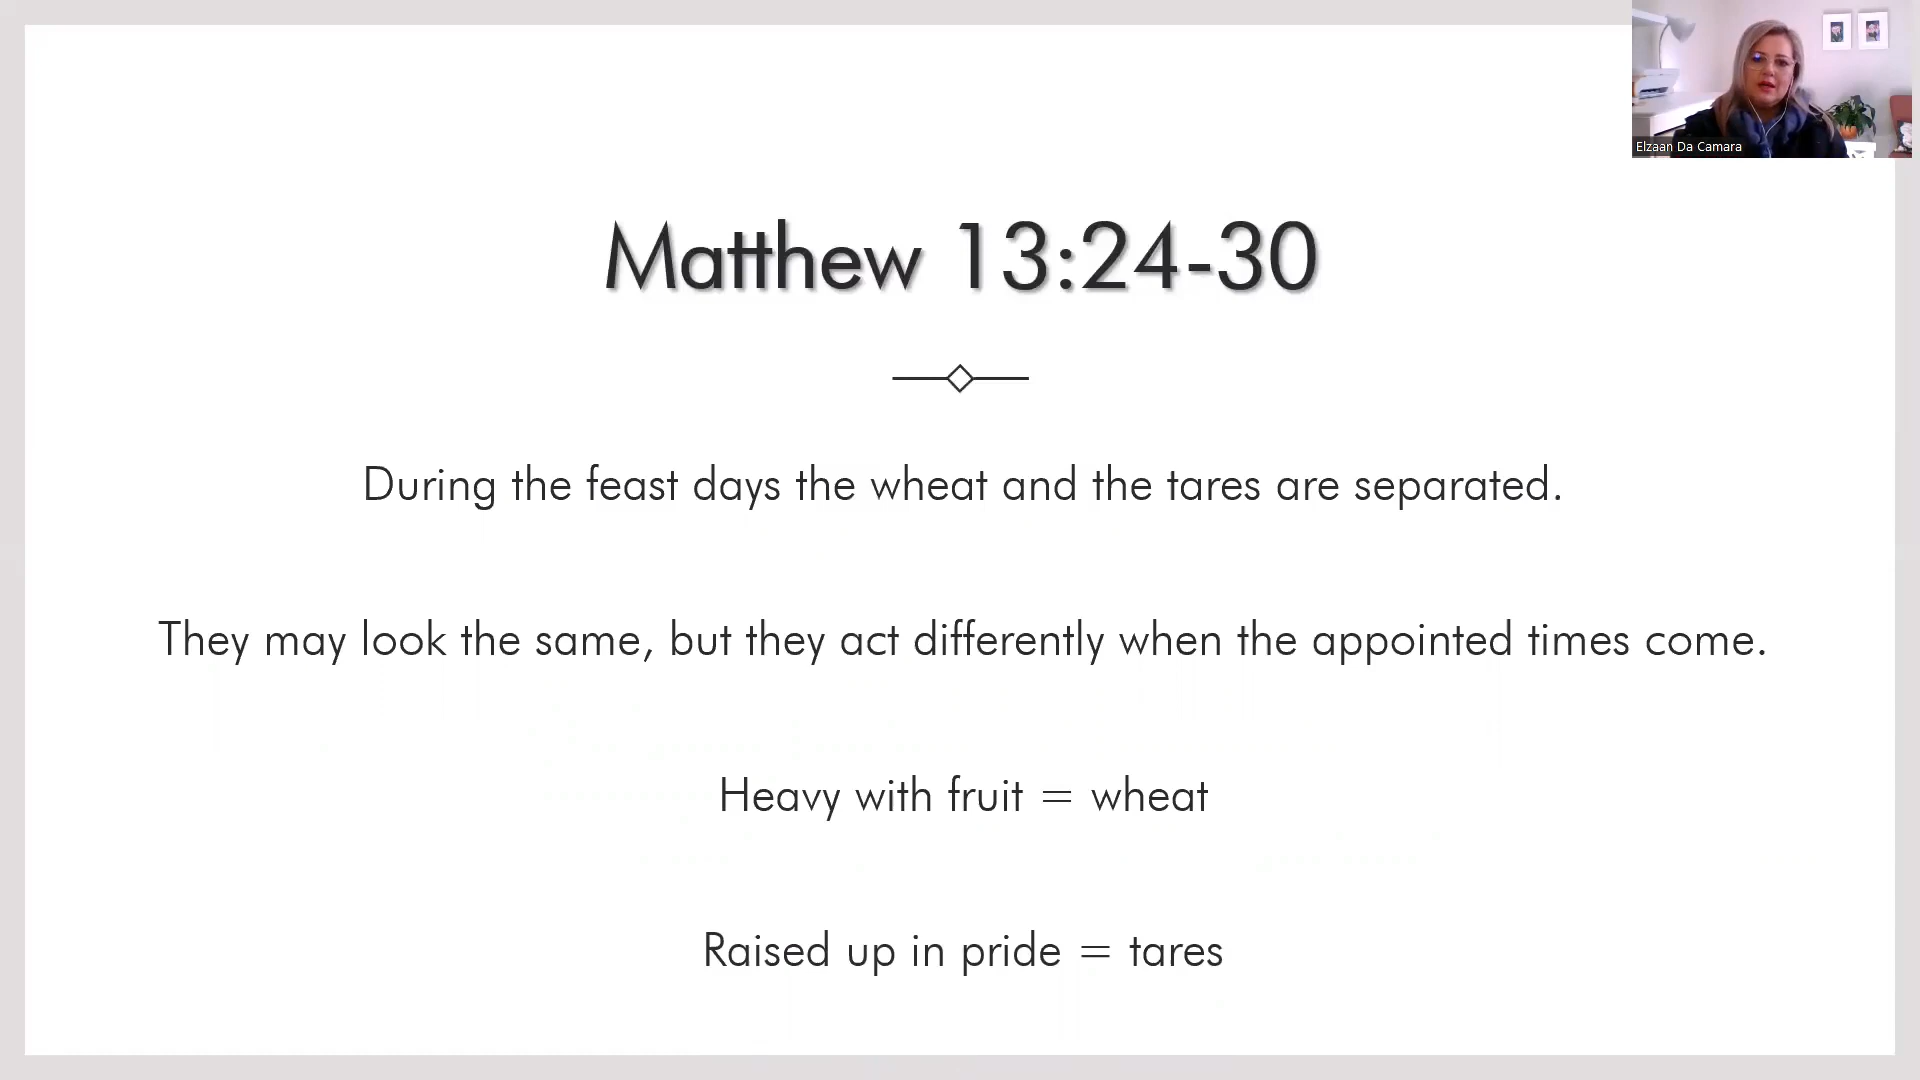 Elzaan Da Camara
Matthew 13:24-30
During the feast days the wheat and the tares are separated.
They may look the same, but they act differently when the appointed times come.
Heavy with fruit = wheat
Raised up in pride = tares